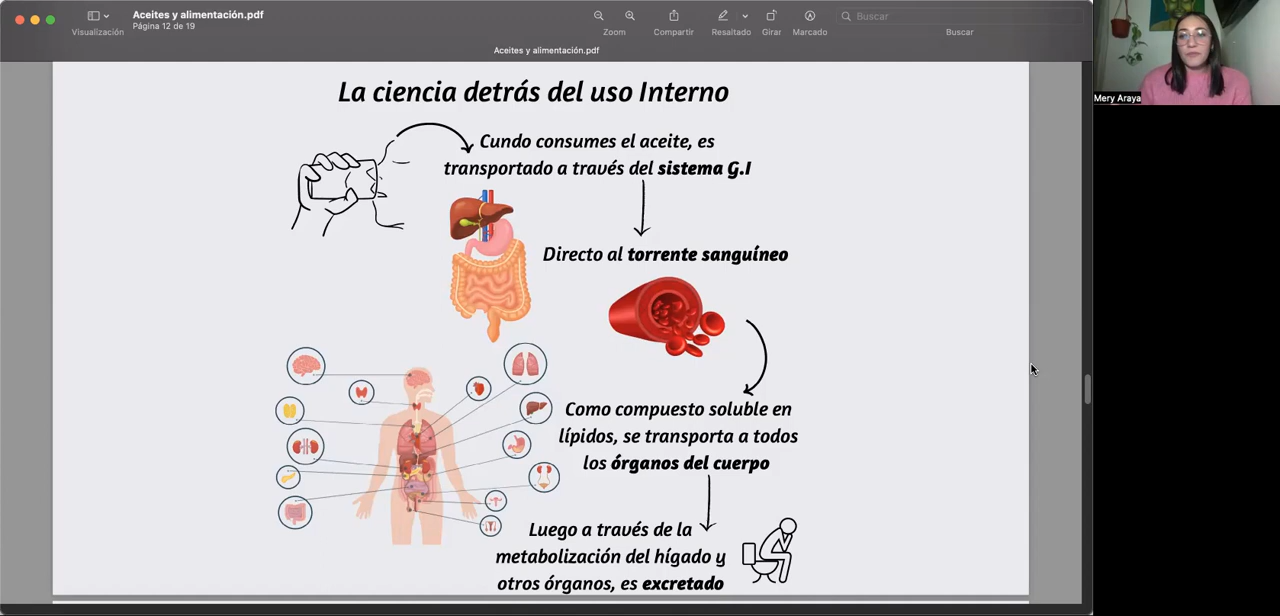 Aceites y alimentación.pdf
Página 12 de 19
Visualización
Zoom
Compartir
Resaltado
Girar
Marcado
Buscar
Buscar
Aceites y alimentación.pdf
La ciencia detrás del uso Interno
Cundo consumes el aceite, es
transportado a través del sistema G.I
Directo al torrente sanguíneo
Como compuesto soluble en
lípidos, se transporta a todos
los órganos del cuerpo
Luego a través de la
metabolización del hígado y
otros órganos, es excretado
Mery Araya